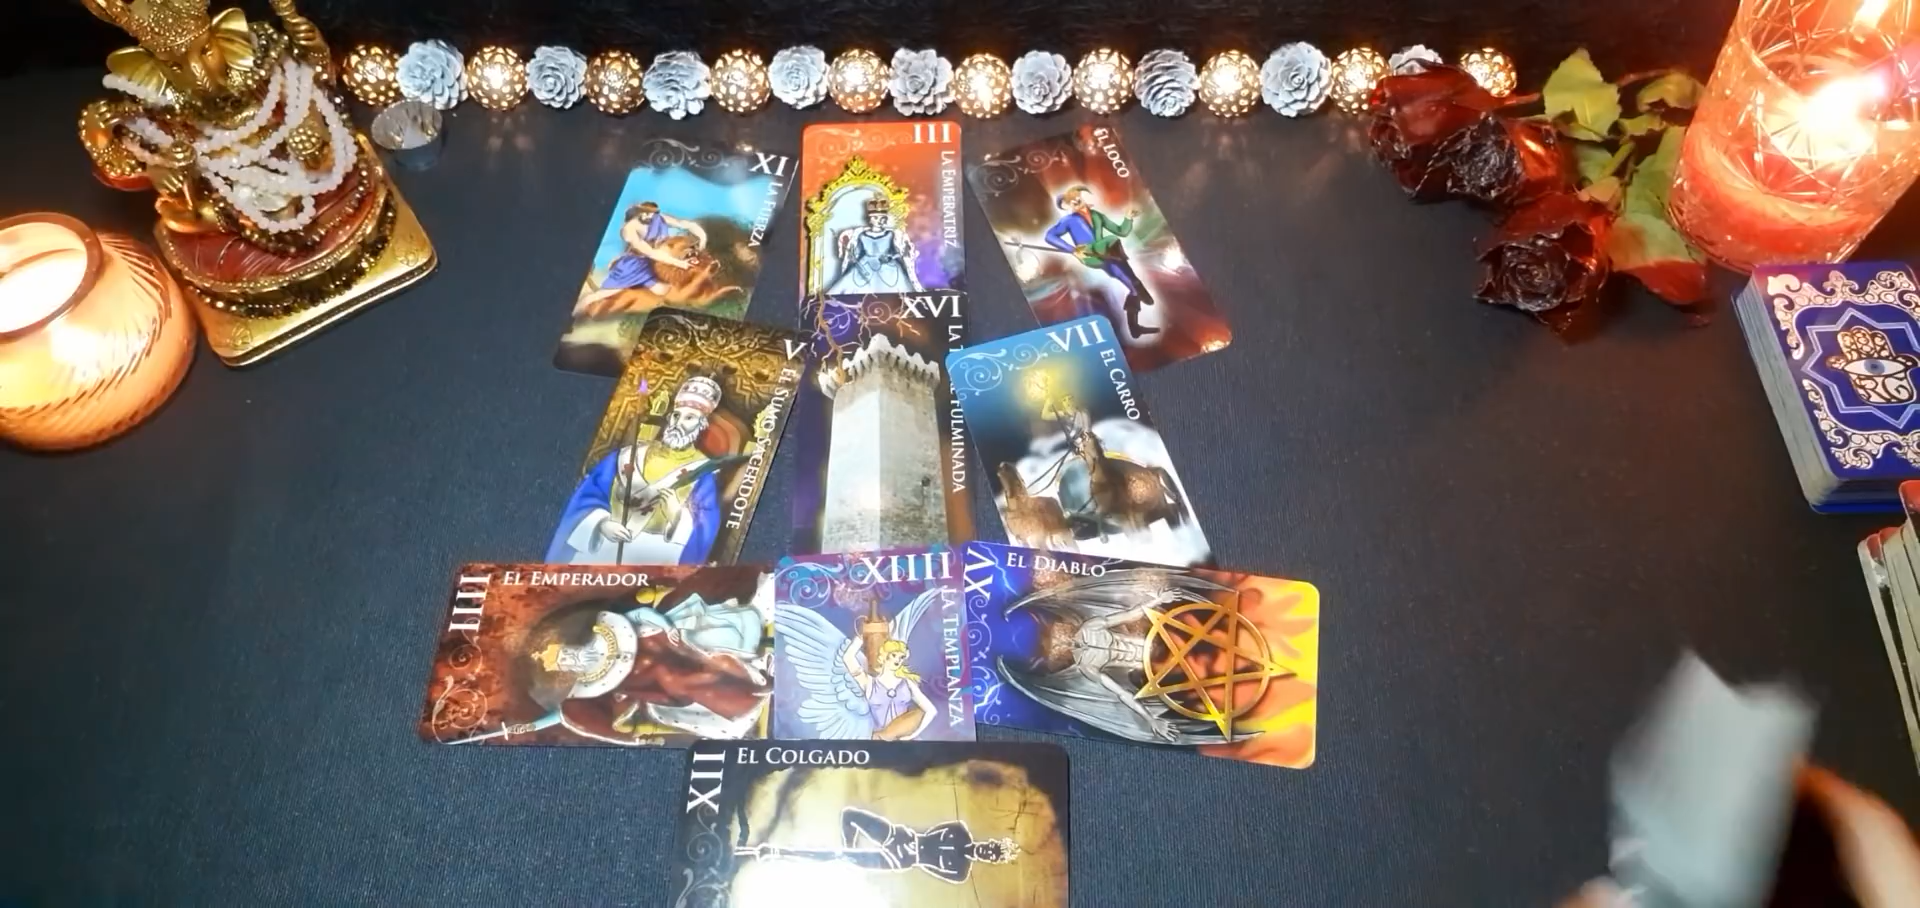 XI
LA FUERZA
III
LA EMPERATRIZ
EL LOCO
V
EL SUMO SACERDOTE
XVI
FULMINADA
VII
EL CARRO
IIII
EL EMPERADOR
XIIII
LA TEMPLANZA
XV
EL DIABLO
XII
EL COLGADO